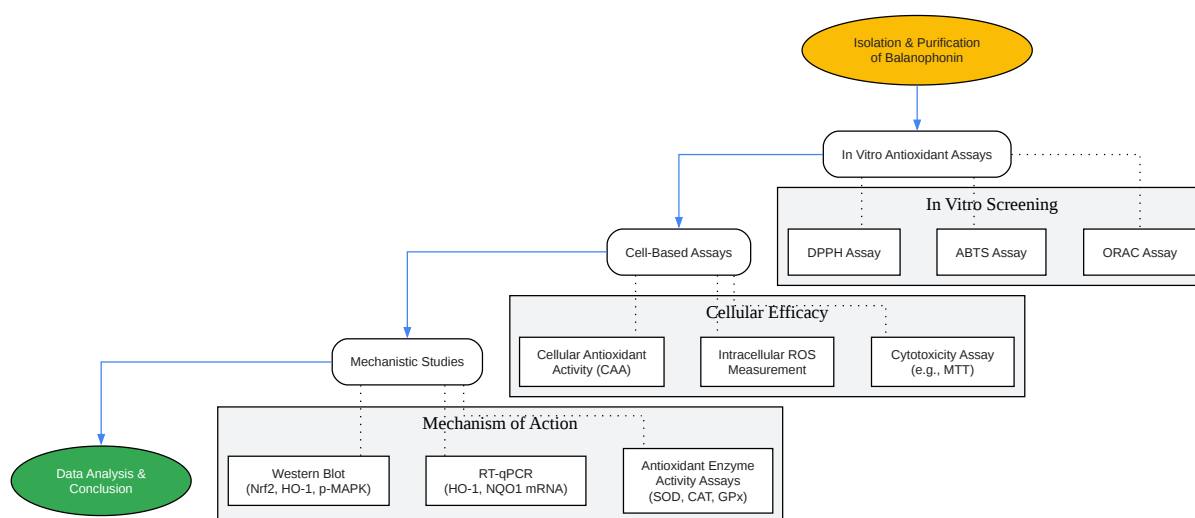 Isolation & Purification
of Balanophonin
In Vitro Antioxidant Assays
In Vitro Screening
DPPH Assay
ABTS Assay
ORAC Assay
Cell-Based Assays
Cellular Efficacy
Cellular Antioxidant
Activity (CAA)
Intracellular ROS
Measurement
Cytotoxicity Assay
(e.g., MTT)
Mechanistic Studies
Mechanism of Action
Western Blot
(Nrf2, HO-1, p-MAPK)
RT-qPCR
(HO-1, NQO1 mRNA)
Antioxidant Enzyme
Activity Assays
(SOD, CAT, GPx)
Data Analysis &
Conclusion